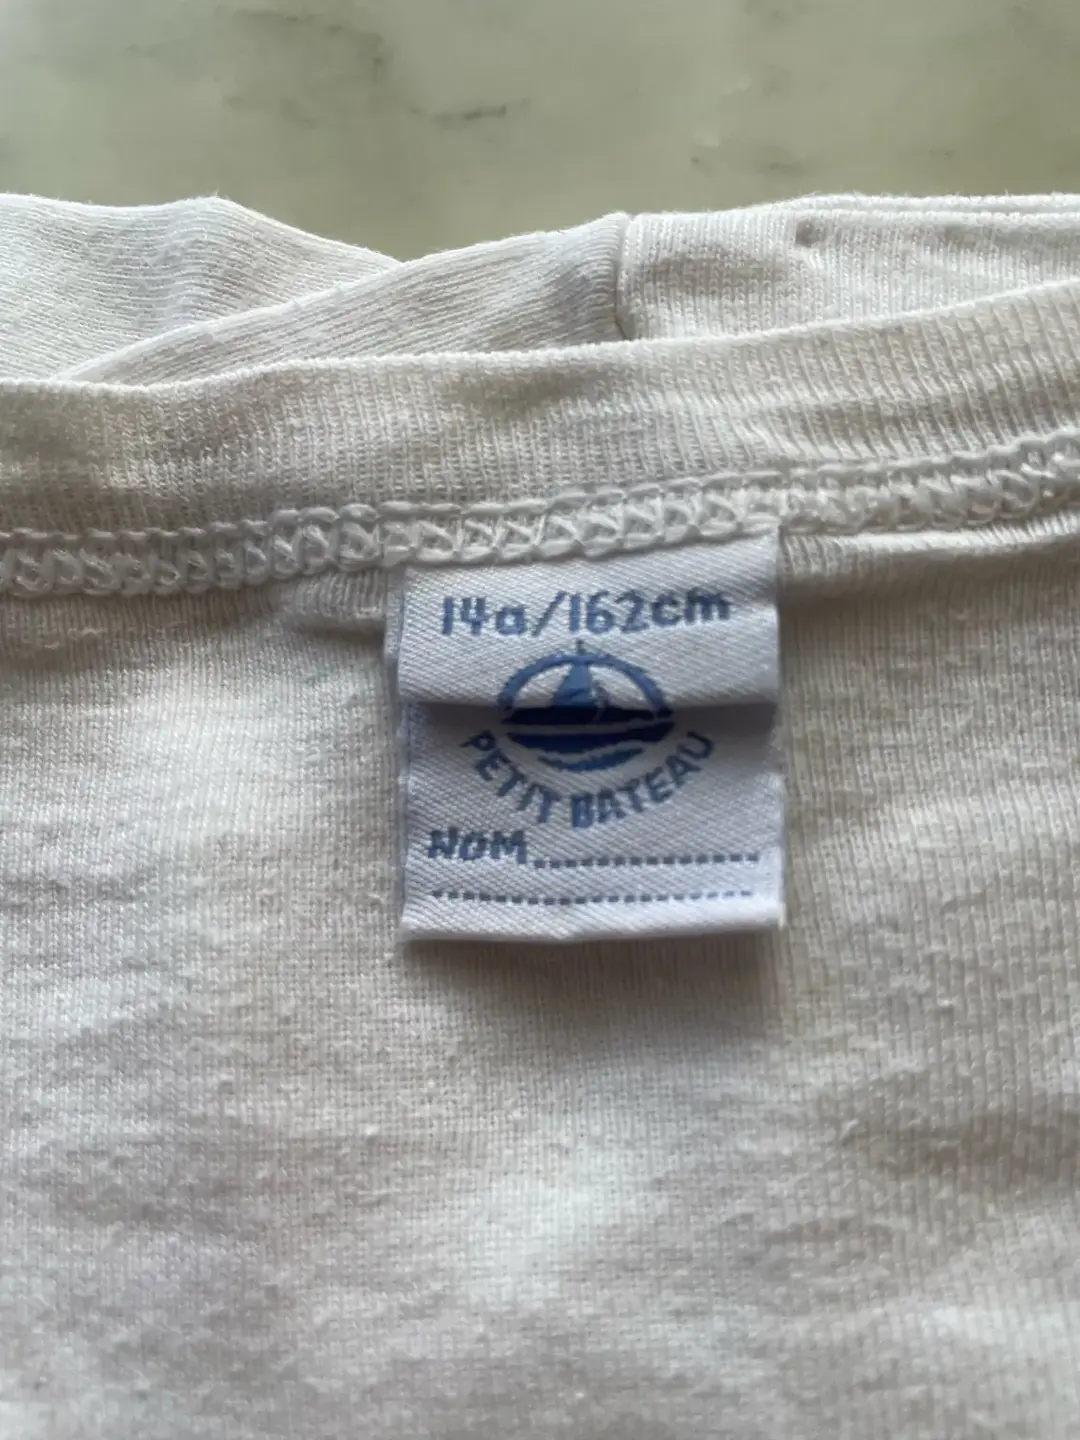 14a/162cm
PETIT BATEAU
NOM